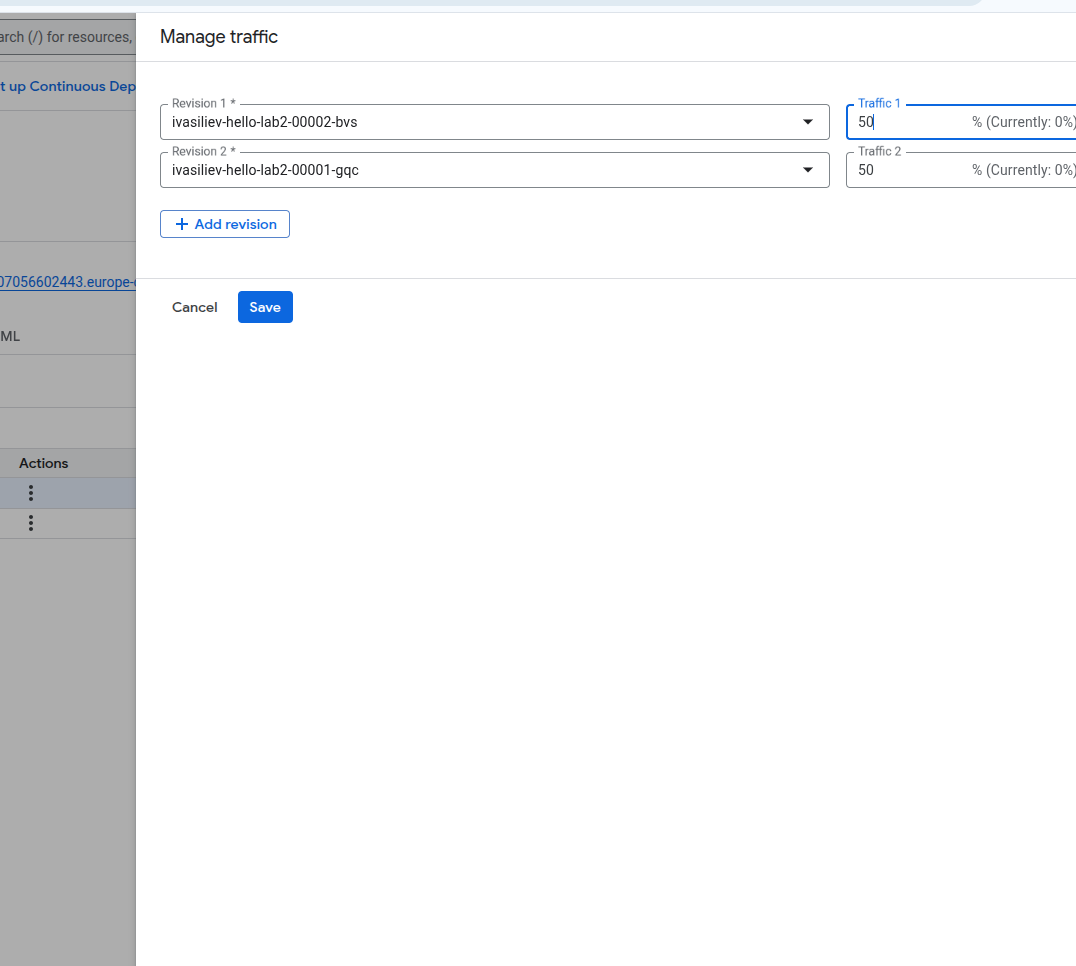 Manage traffic
arch (/) for resources,
t up Continuous Dep
Revision 1 *
ivasiliev-hello-lab2-00002-bvs
Traffic 1
50 % (Currently: 0%)
Revision 2 *
ivasiliev-hello-lab2-00001-gqc
Traffic 2
50 % (Currently: 0%)
+ Add revision
07056602443.europe-
Cancel
Save
ML
Actions